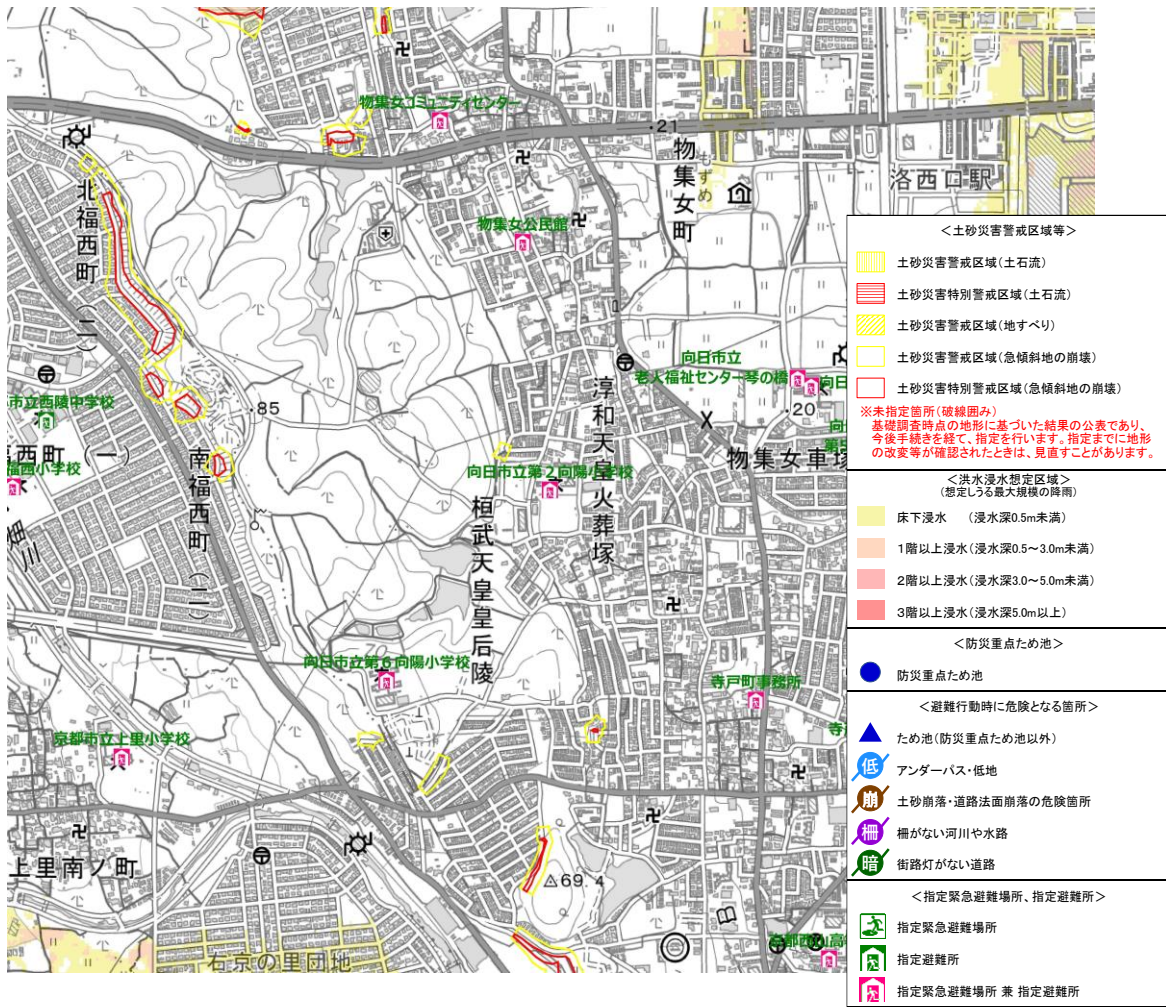 物集女コミュニティセンター
・21
物集女町
もずめ
洛西口駅
北福西町(二)
物集女公民館
向日市立
老人福祉センター琴の橋
向日
市立西陵中学校
・85
淳和天皇火葬塚
・20
物集女車塚
福西町(一)
福西小学校
南福西町(二)
向日市立第2向陽小学校
桓武天皇皇后陵
向日市立第6向陽小学校
寺戸町事務所
京都市立上里小学校
上里南ノ町
69.4
右京の里団地
<土砂災害警戒区域等>
土砂災害警戒区域(土石流)
土砂災害特別警戒区域(土石流)
土砂災害警戒区域(地すべり)
土砂災害警戒区域(急傾斜地の崩壊)
土砂災害特別警戒区域(急傾斜地の崩壊)
※未指定箇所(破線囲み)
基礎調査時点の地形に基づいた結果の公表であり、
今後手続きを経て、指定を行います。指定までに地形
の改変等が確認されたときは、見直すことがあります。
<洪水浸水想定区域>
(想定しうる最大規模の降雨)
床下浸水 (浸水深0.5m未満)
1階以上浸水(浸水深0.5~3.0m未満)
2階以上浸水(浸水深3.0~5.0m未満)
3階以上浸水(浸水深5.0m以上)
<防災重点ため池>
防災重点ため池
<避難行動時に危険となる箇所>
ため池(防災重点ため池以外)
低 アンダーパス・低地
崩 土砂崩落・道路法面崩落の危険箇所
柵 柵がない河川や水路
暗 街路灯がない道路
<指定緊急避難場所、指定避難所>
指定緊急避難場所
指定避難所
指定緊急避難場所 兼 指定避難所